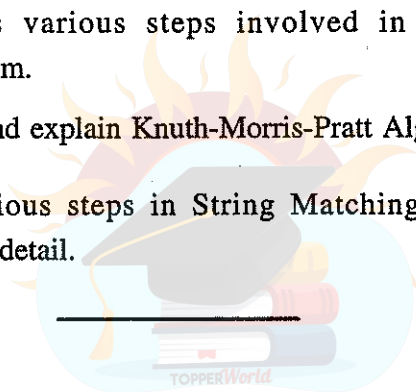 various steps involved in
m.
nd explain Knuth-Morris-Pratt Al
ious steps in String Matching
detail.
TOPPERWorld